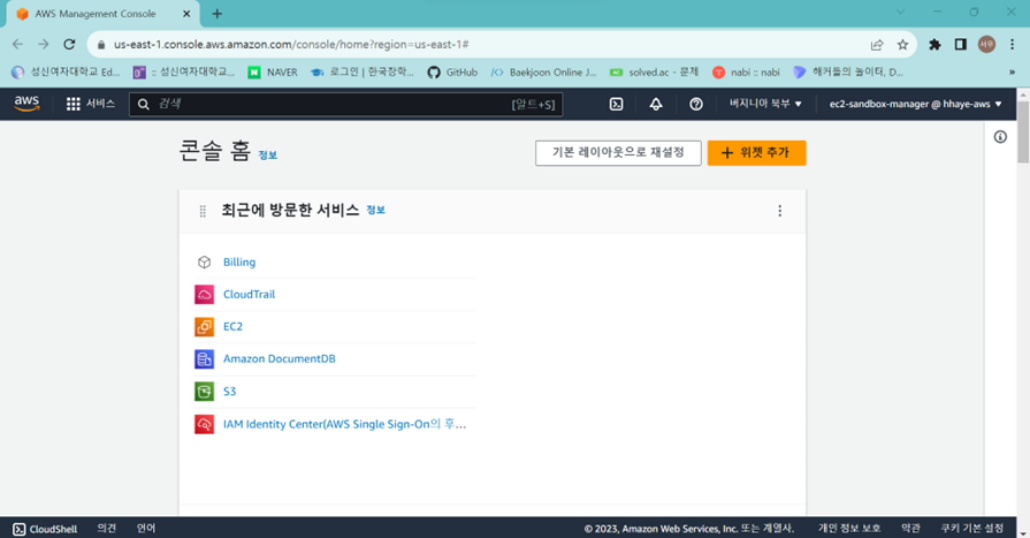 AWS Management Console
us-east-1.console.aws.amazon.com/console/home?region=us-east-1#
성신여자대학교 Ed... :: 성신여자대학교... NAVER 로그인 | 한국장학... GitHub Baekjoon Online J... solved.ac - 문제 nabi :: nabi 해커들의 놀이터, D... »
aws 서비스 검색 [알트+S] 버지니아 북부 ▼ ec2-sandbox-manager @ hhaye-aws ▼
콘솔 홈 정보 기본 레이아웃으로 재설정 + 위젯 추가
최근에 방문한 서비스 정보
Billing
CloudTrail
EC2
Amazon DocumentDB
S3
IAM Identity Center(AWS Single Sign-On의 후...
CloudShell 의견 언어 © 2023, Amazon Web Services, Inc. 또는 계열사. 개인 정보 보호 약관 쿠키 기본 설정